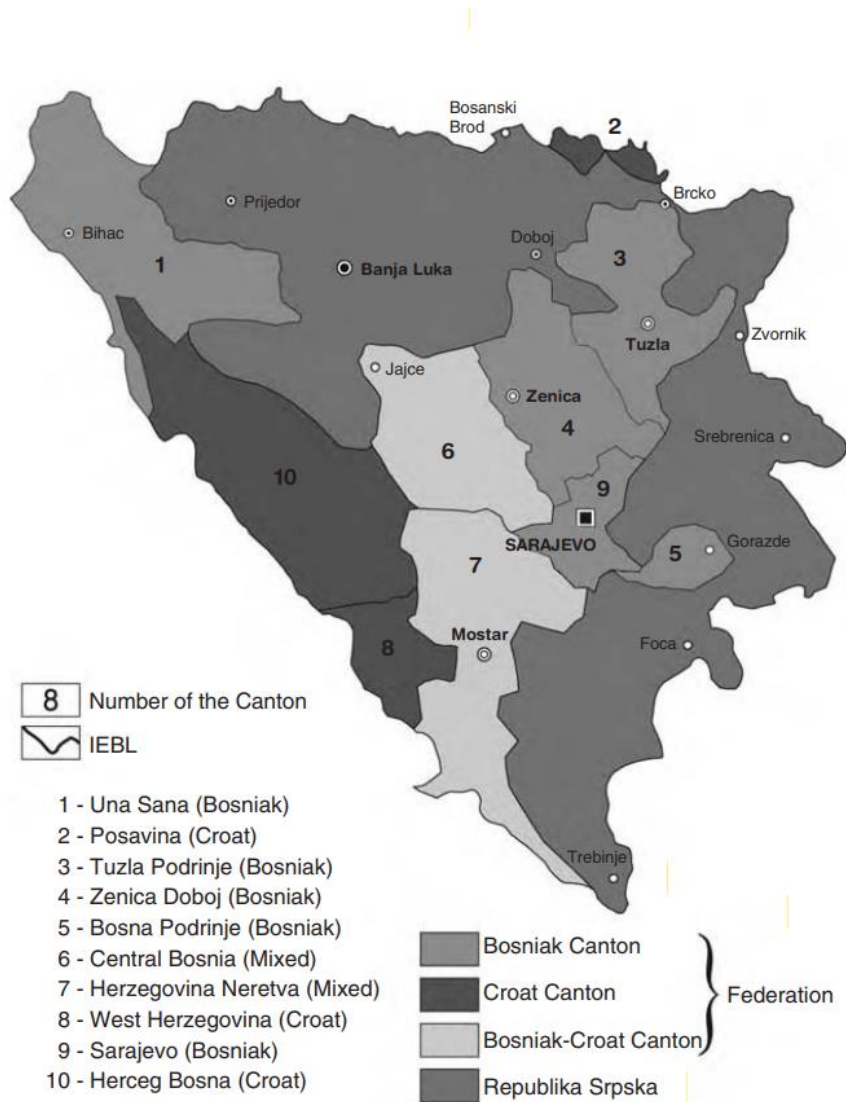 Bosanski
Brod
2
Brcko
Prijedor
Bihac
Doboj
1
3
Banja Luka
Tuzla
Zvornik
Jajce
Zenica
4
Srebrenica
6
9
10
SARAJEVO
5
Gorazde
7
Mostar
Foca
8
8 Number of the Canton
IEBL
1 - Una Sana (Bosniak)
2 - Posavina (Croat)
3 - Tuzla Podrinje (Bosniak)
4 - Zenica Doboj (Bosniak)
5 - Bosna Podrinje (Bosniak)
6 - Central Bosnia (Mixed)
7 - Herzegovina Neretva (Mixed)
8 - West Herzegovina (Croat)
9 - Sarajevo (Bosniak)
10 - Herceg Bosna (Croat)
Trebinje
Bosniak Canton
Croat Canton
Bosniak-Croat Canton
Federation
Republika Srpska